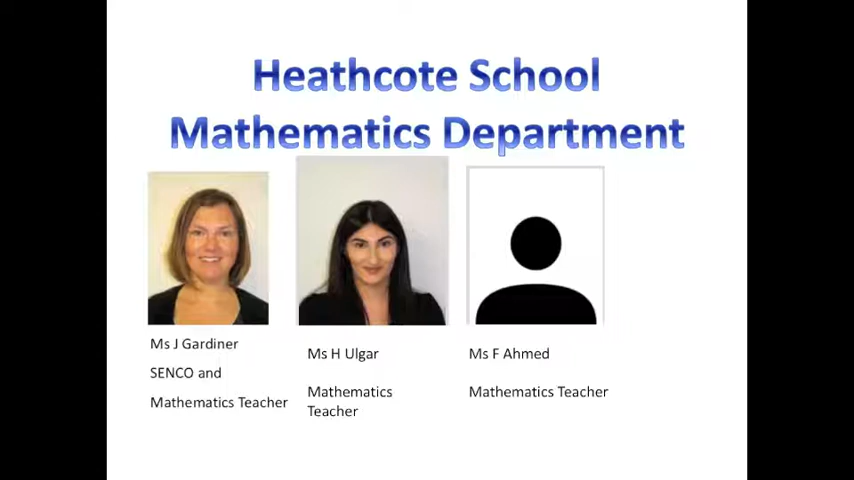 Heathcote School
Mathematics Department
Ms J Gardiner
SENCO and
Mathematics Teacher
Ms H Ulgar
Mathematics
Teacher
Ms F Ahmed
Mathematics Teacher